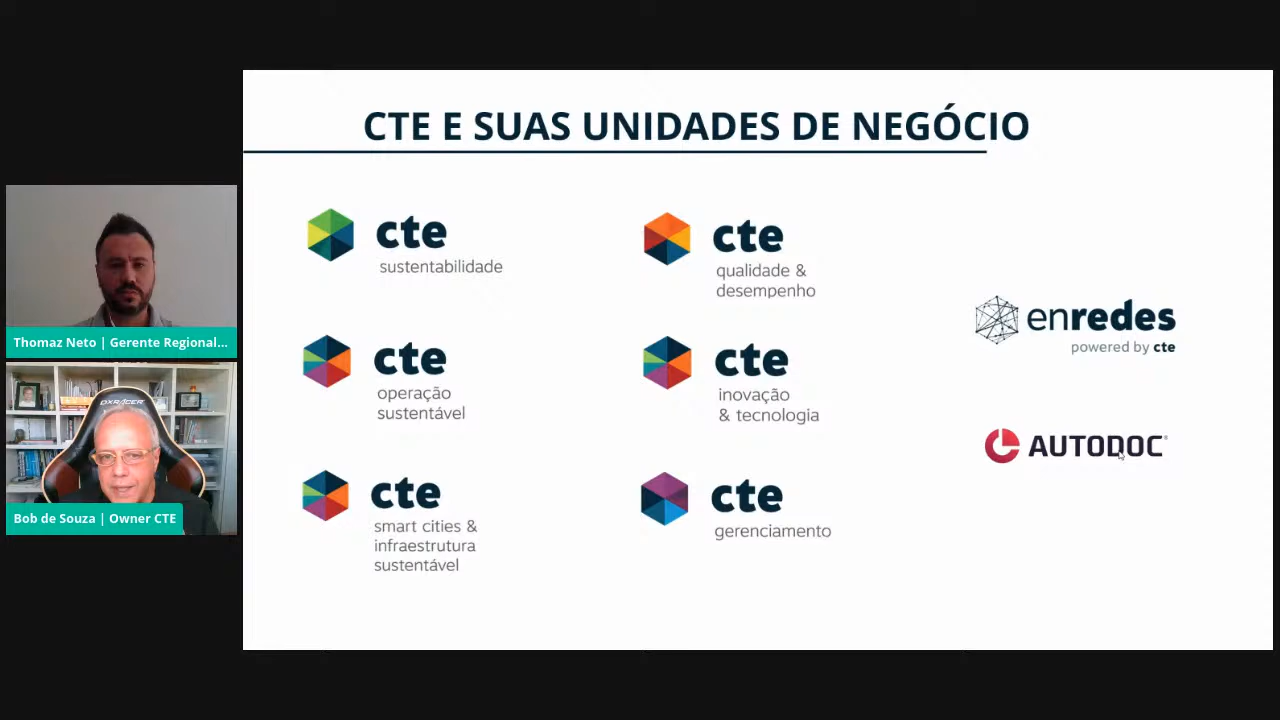 CTE E SUAS UNIDADES DE NEGÓCIO
cte
sustentabilidade
cte
qualidade &
desempenho
cte
operação
sustentável
cte
inovação
& tecnologia
cte
smart cities &
infraestrutura
sustentável
cte
gerenciamento
enredes
powered by cte
AUTODOC®
Thomaz Neto | Gerente Regional...
DXRACER
Bob de Souza | Owner CTE